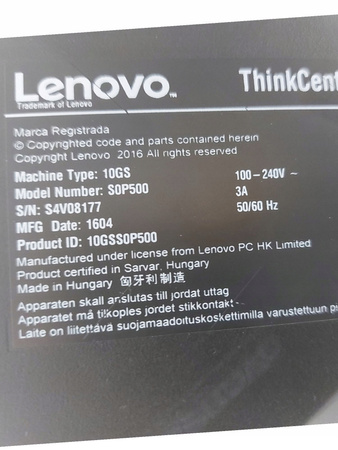 Lenovo™ ThinkCent
Trademark of Lenovo
Marca Registrada
© Copyrighted code and parts contained herein
Copyright Lenovo 2016 All rights reserved
Machine Type: 10GS 100-240V ~
Model Number: S0P500 3A
S/N: S4V08177 50/60 Hz
MFG Date: 1604
Product ID: 10GSS0P500
Manufactured under license from Lenovo PC HK Limited
Product certified in Sarvar, Hungary
Made in Hungary 匈牙利制造
Apparaten skall anslutas till jordat uttag
Apparatet må tilkoples jordet stikkontakt
Laite on liitettävä suojamaadoituskoskettimilla varustettuun pi